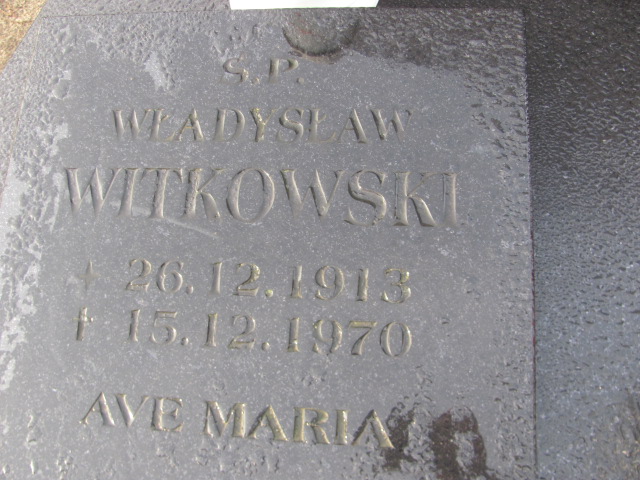 Ś.P.
WŁADYSŁAW
WITKOWSKI
* 26.12.1913
† 15.12.1970
AVE MARIA